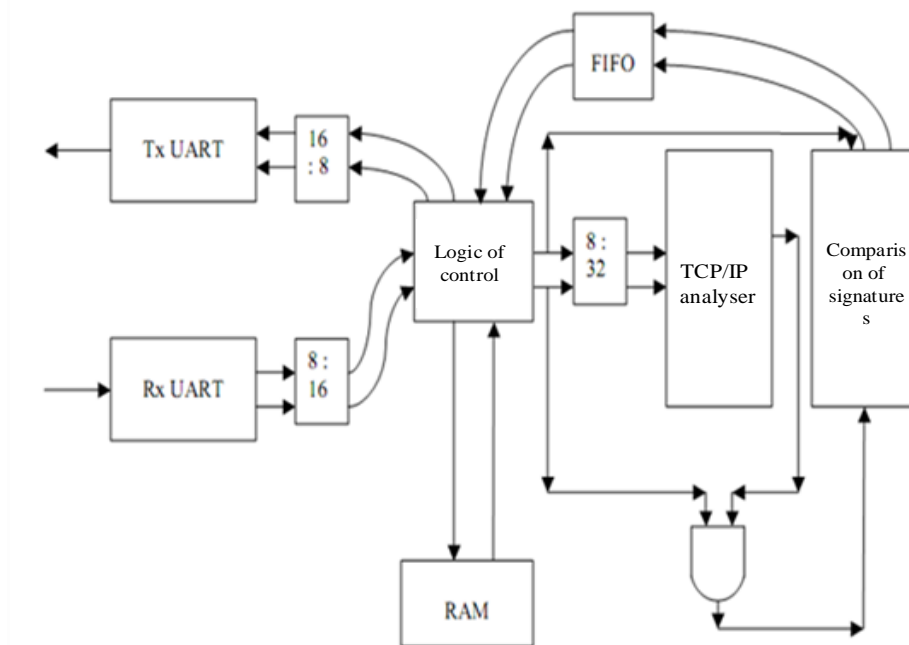 FIFO
Tx UART
16
: 8
Logic of
control
8 :
32
TCP/IP
analyser
Comparis
on of
signature
s
Rx UART
8 :
16
RAM